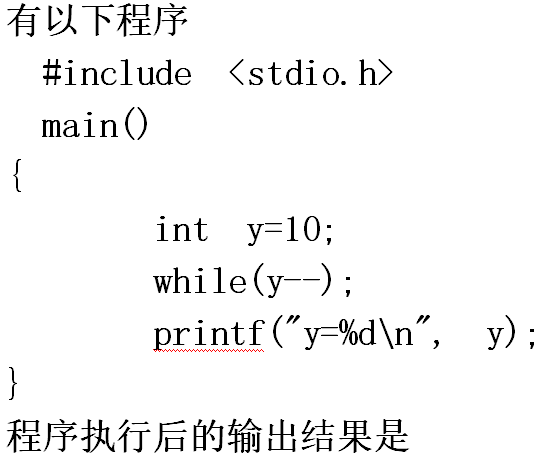 有以下程序
#include  <stdio.h>
main()
{
int  y=10;
while(y--);
printf("y=%d\n",  y);
}
程序执行后的输出结果是